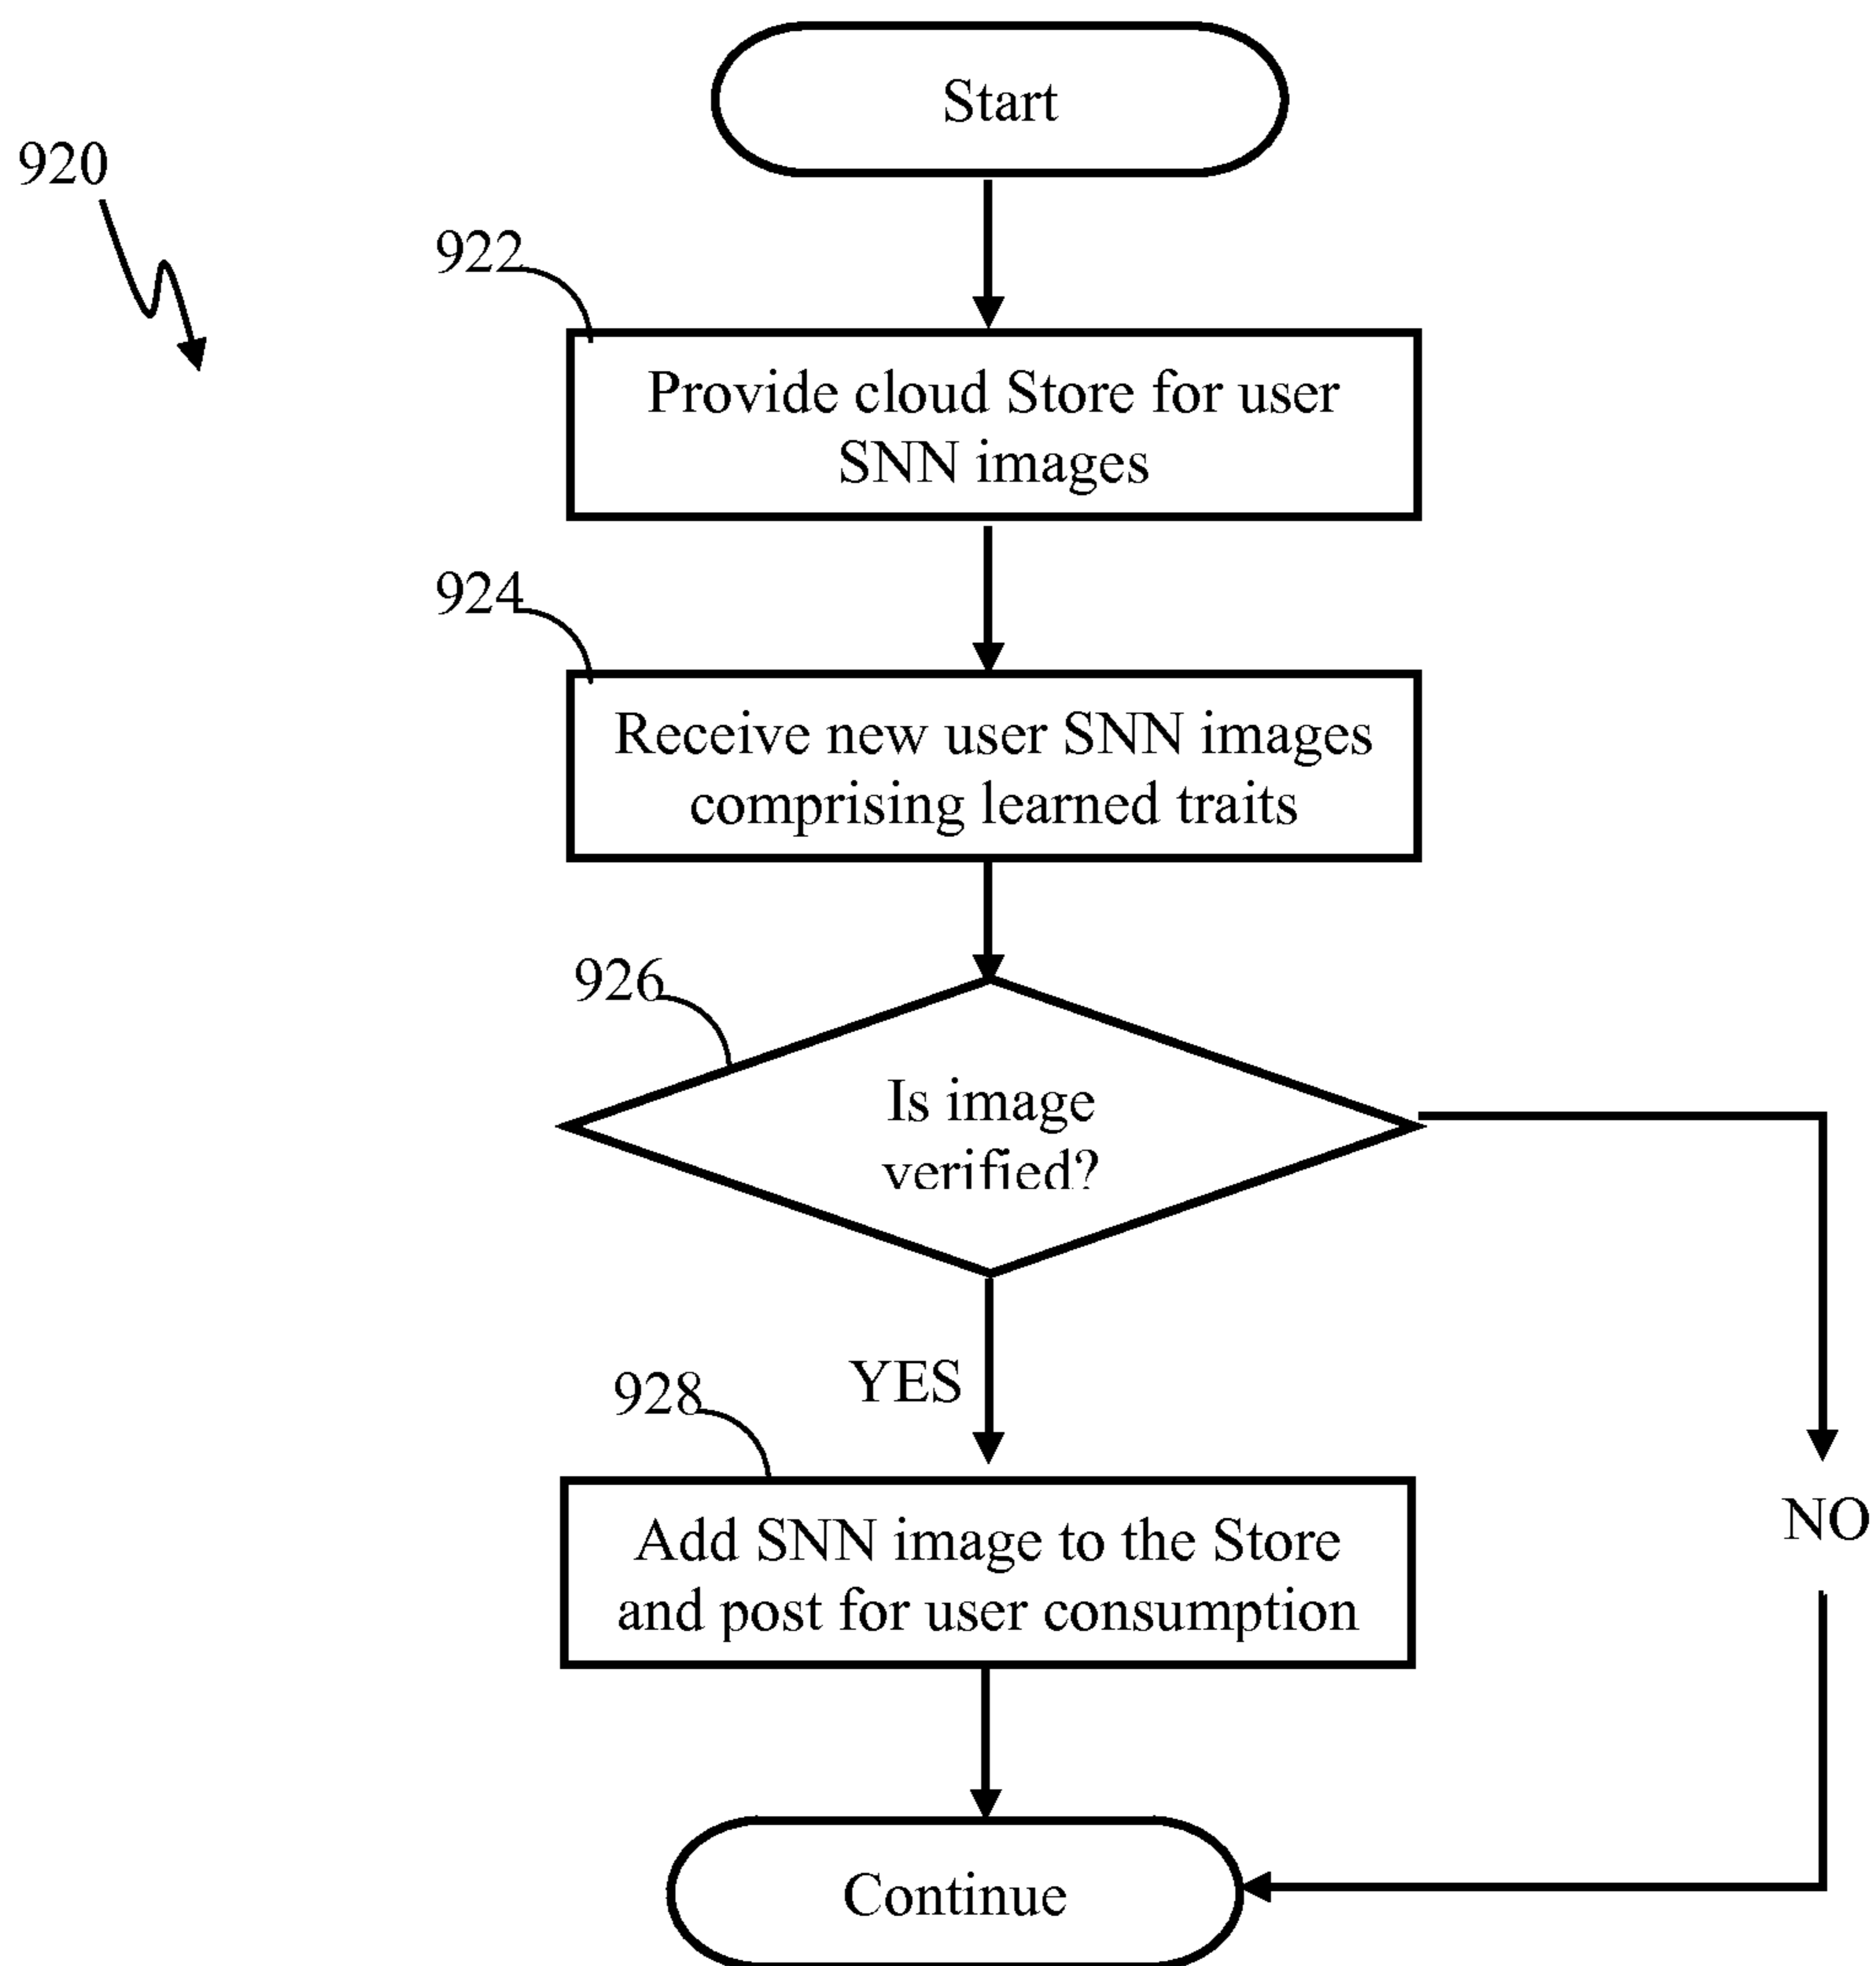 Start
920
922
Provide cloud Store for user
SNN images
924
Receive new user SNN images
comprising learned traits
926
Is image
verified?
YES
928
Add SNN image to the Store
and post for user consumption
NO
Continue